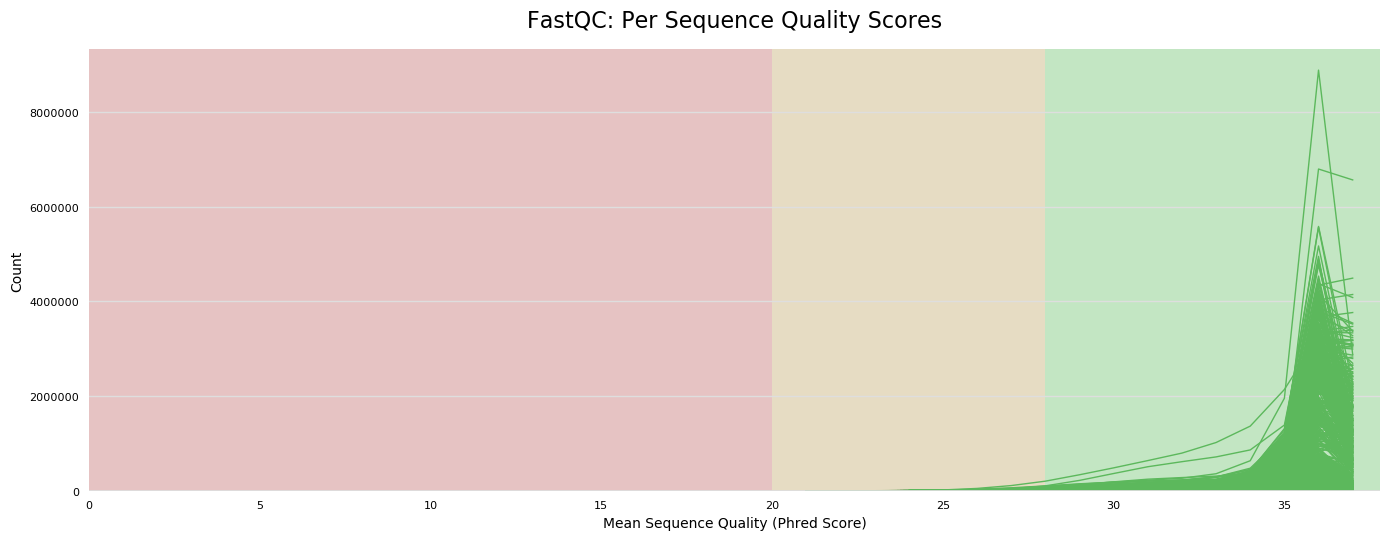 FastQC: Per Sequence Quality Scores
8000000
6000000
4000000
2000000
0
Count
0 5 10 15 20 25 30 35
Mean Sequence Quality (Phred Score)